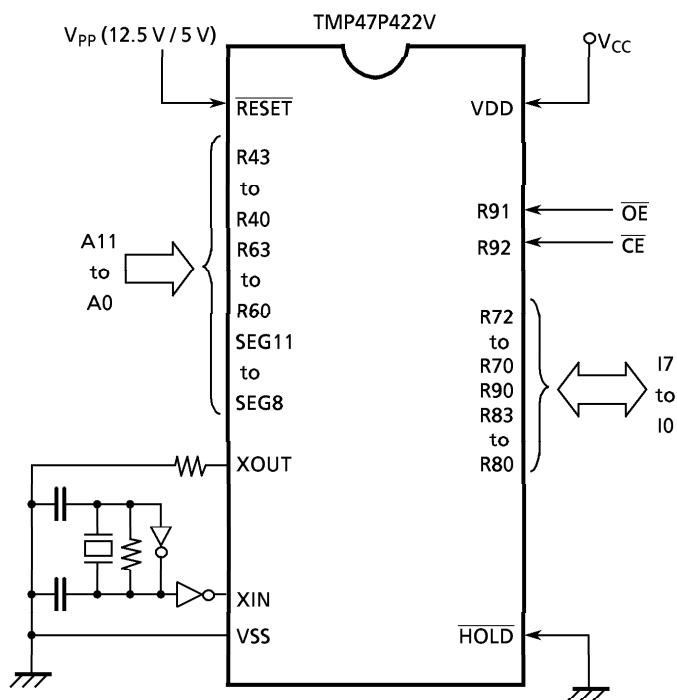 TMP47P422V
VPP (12.5 V / 5 V)
VCC
RESET
VDD
R43
to
R40
R63
to
R60
SEG11
to
SEG8
A11
to
A0
R91
OE
R92
CE
R72
to
R70
R90
R83
to
R80
I7
to
I0
XOUT
XIN
VSS
HOLD